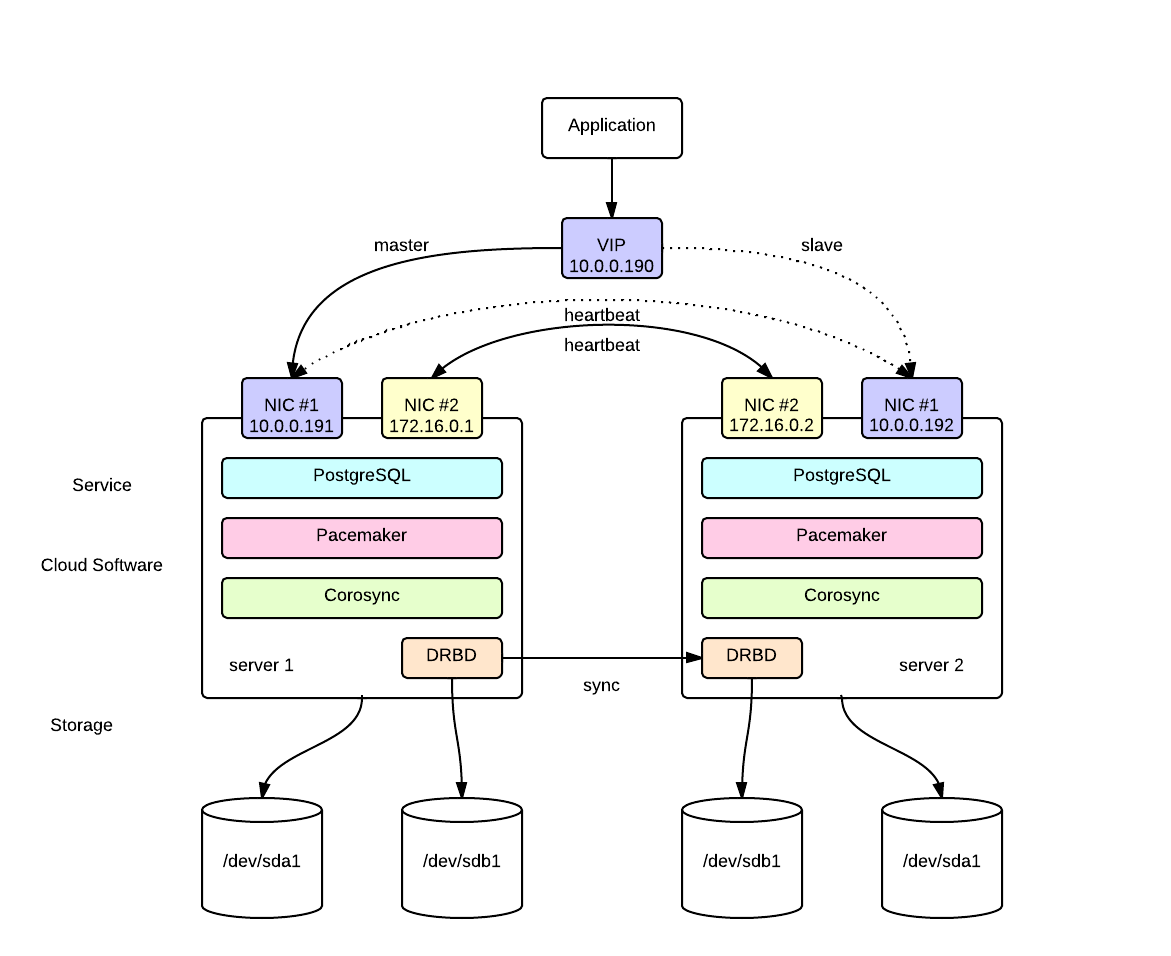 Application
VIP
10.0.0.190
master
slave
heartbeat
heartbeat
NIC #1
10.0.0.191
NIC #2
172.16.0.1
NIC #2
172.16.0.2
NIC #1
10.0.0.192
Service
PostgreSQL
PostgreSQL
Pacemaker
Pacemaker
Cloud Software
Corosync
Corosync
server 1
DRBD
DRBD
server 2
sync
Storage
/dev/sda1
/dev/sdb1
/dev/sdb1
/dev/sda1